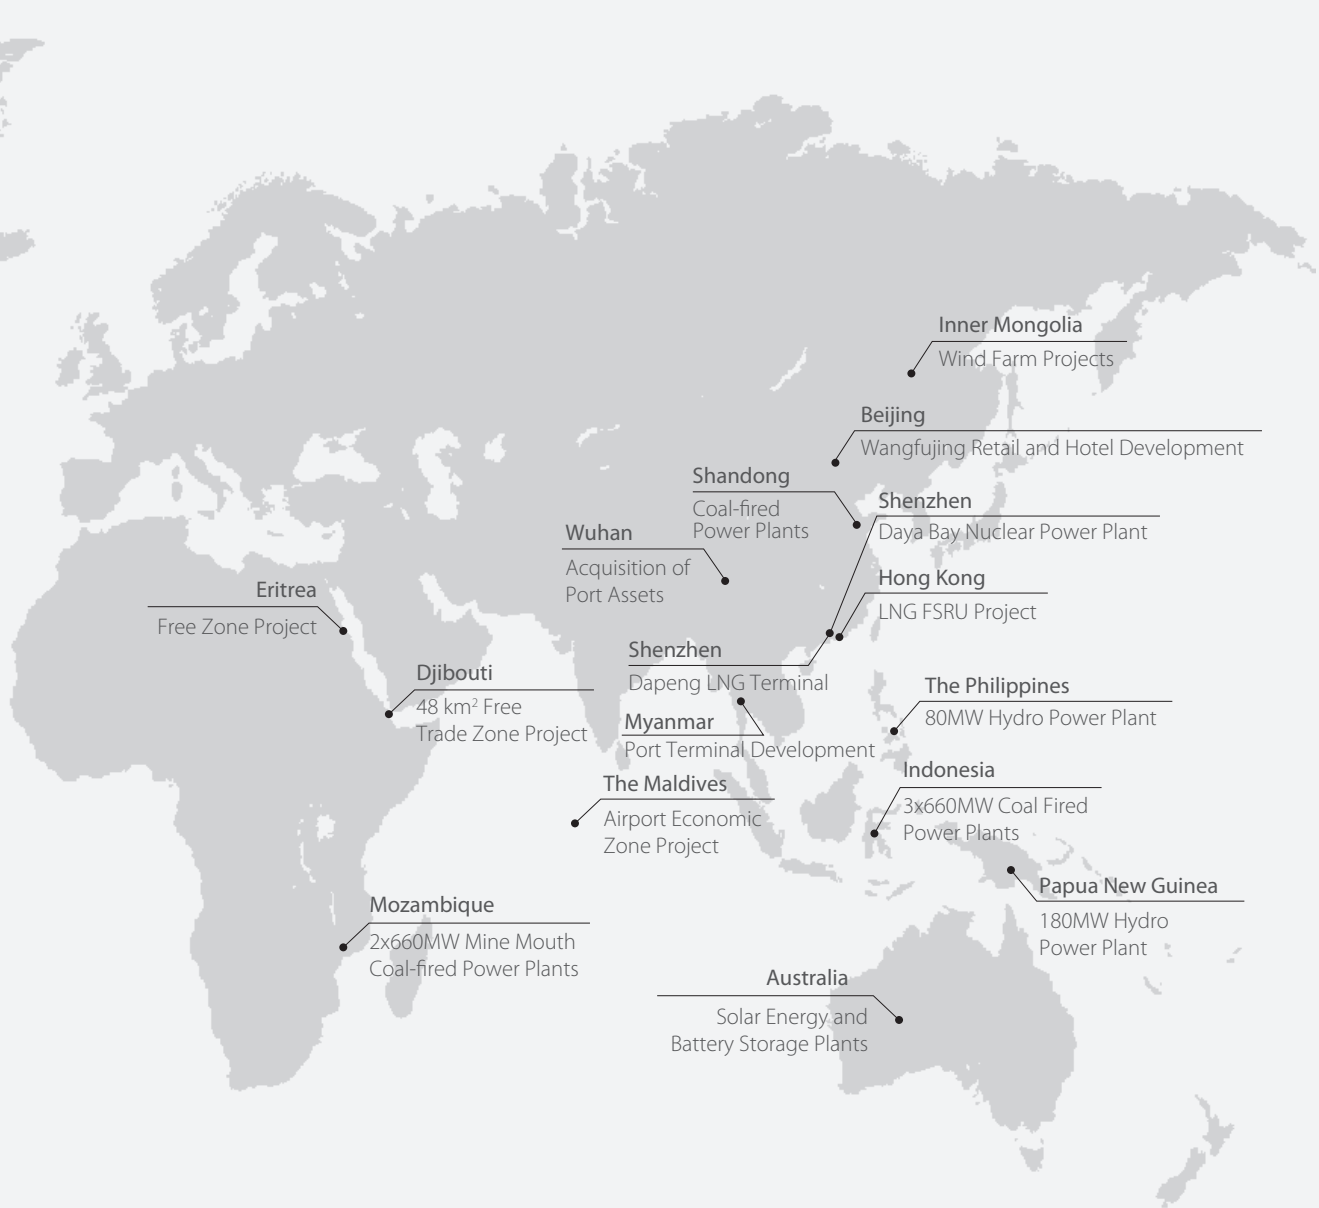 Inner Mongolia
Wind Farm Projects
Beijing
Wangfujing Retail and Hotel Development
Shandong
Coal-fired
Power Plants
Shenzhen
Daya Bay Nuclear Power Plant
Wuhan
Acquisition of
Port Assets
Hong Kong
LNG FSRU Project
Eritrea
Free Zone Project
Shenzhen
Dapeng LNG Terminal
Djibouti
48 km² Free
Trade Zone Project
The Philippines
80MW Hydro Power Plant
Myanmar
Port Terminal Development
Indonesia
3x660MW Coal Fired
Power Plants
The Maldives
Airport Economic
Zone Project
Papua New Guinea
180MW Hydro
Power Plant
Mozambique
2x660MW Mine Mouth
Coal-fired Power Plants
Australia
Solar Energy and
Battery Storage Plants